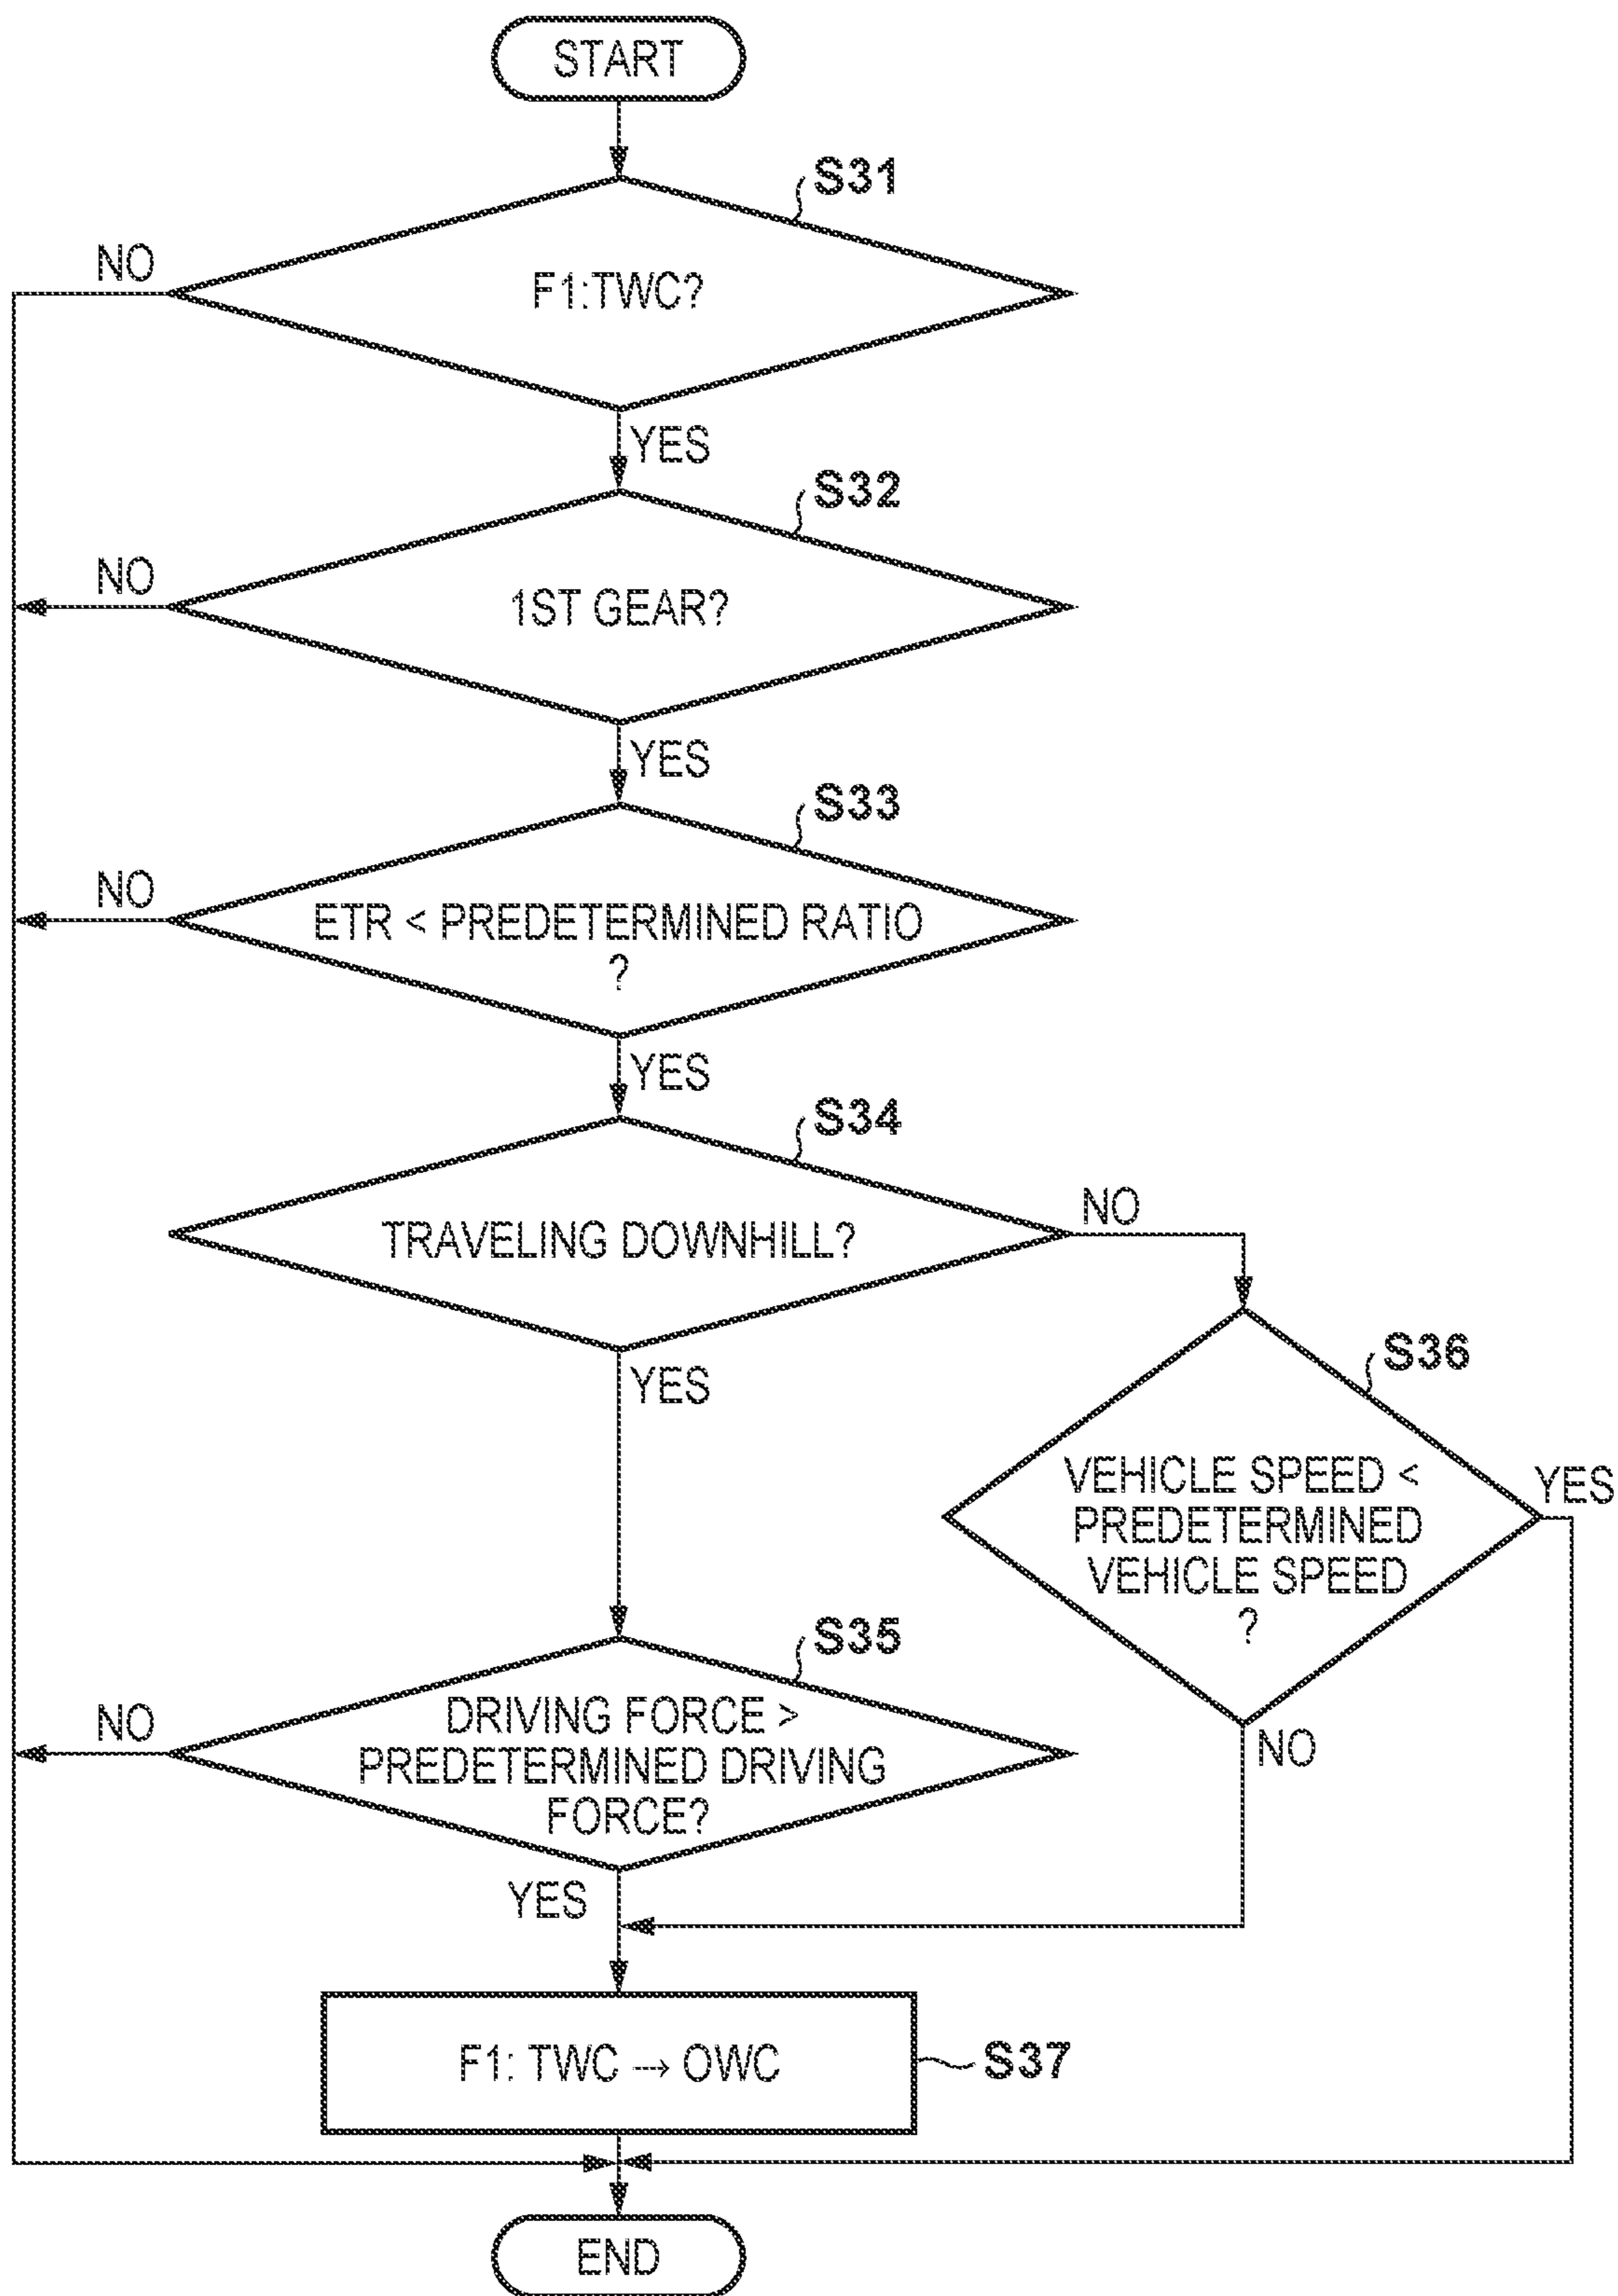 START
S31
NO
F1:TWC?
YES
S32
NO
1ST GEAR?
YES
S33
NO
ETR < PREDETERMINED RATIO
?
YES
S34
NO
TRAVELING DOWNHILL?
YES
S36
VEHICLE SPEED <
PREDETERMINED
VEHICLE SPEED
?
YES
NO
S35
NO
DRIVING FORCE >
PREDETERMINED DRIVING
FORCE?
YES
F1: TWC → OWC
S37
END